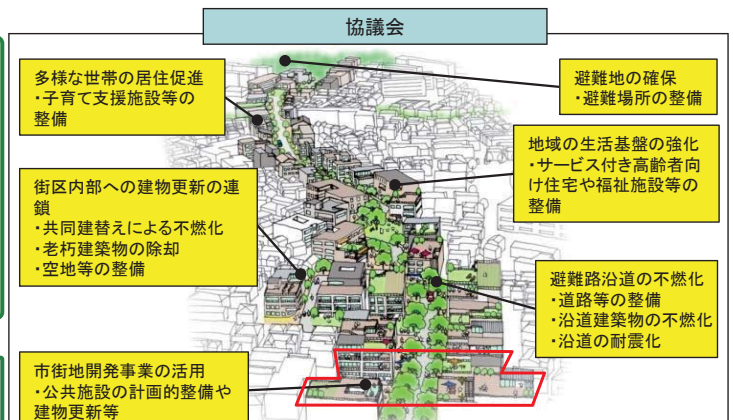 協議会
多様な世帯の居住促進
・子育て支援施設等の
整備
避難地の確保
・避難場所の整備
地域の生活基盤の強化
・サービス付き高齢者向
け住宅や福祉施設等の
整備
街区内部への建物更新の連
鎖
・共同建替えによる不燃化
・老朽建築物の除却
・空地等の整備
避難路沿道の不燃化
・道路等の整備
・沿道建築物の不燃化
・沿道の耐震化
市街地開発事業の活用
・公共施設の計画的整備や
建物更新等